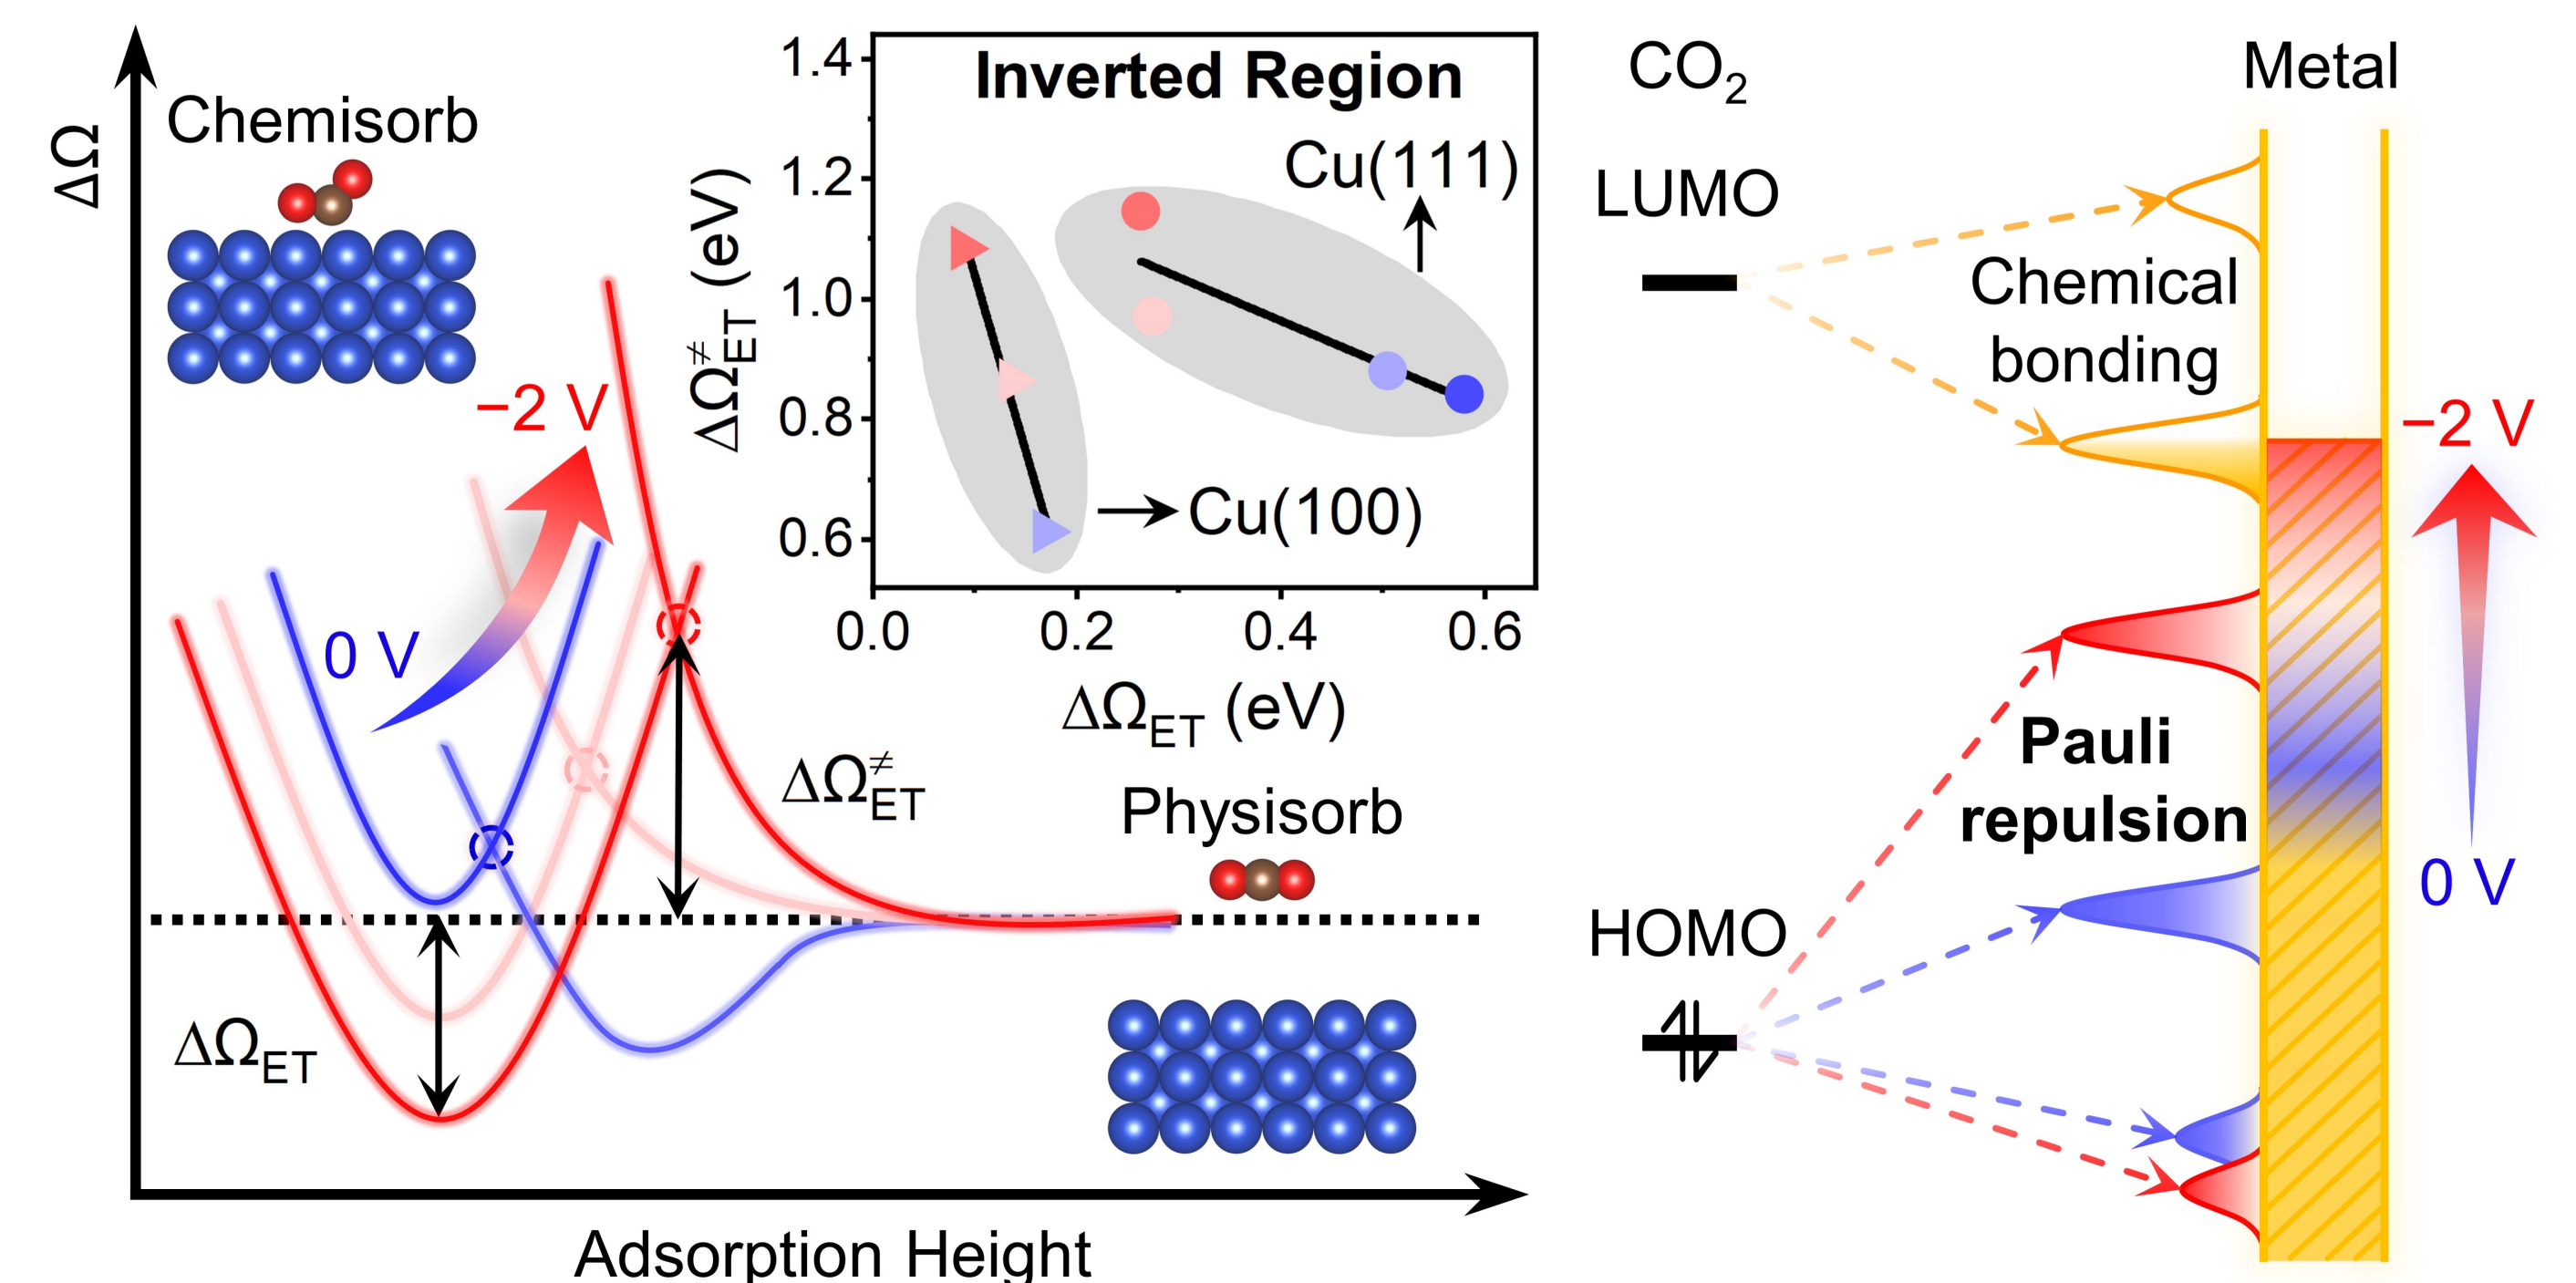 ΔΩ
Chemisorb
−2 V
0 V
ΔΩ≠ET
ΔΩET
Physisorb
Adsorption Height
Inverted Region
Cu(111)
Cu(100)
1.4
1.2
1.0
0.8
0.6
0.0 0.2 0.4 0.6
ΔΩ≠ET (eV)
ΔΩET (eV)
CO2
Metal
LUMO
Chemical
bonding
−2 V
Pauli
repulsion
0 V
HOMO